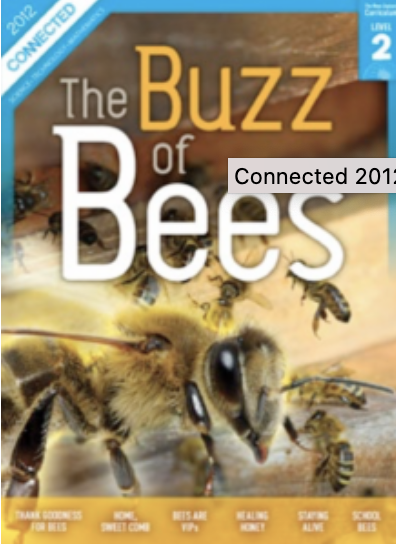 2012
CONNECTED
LEVEL
2
The Buzz
of
Bees
Connected 2012
THANK GOODNESS
FOR BEES
HOME,
SWEET COMB
BEES ARE
VIPs
HEALING
HONEY
STAYING
ALIVE
SCHOOL
BEES